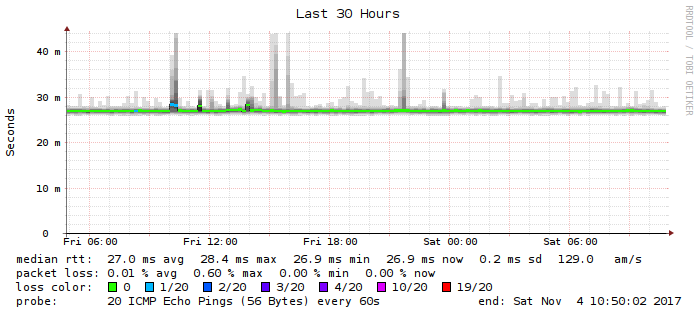 Last 30 Hours
RRDTOOL / TOBI OETIKER
Seconds
40 m
30 m
20 m
10 m
0
Fri 06:00 Fri 12:00 Fri 18:00 Sat 00:00 Sat 06:00
median rtt: 27.0 ms avg 28.4 ms max 26.9 ms min 26.9 ms now 0.2 ms sd 129.0 am/s
packet loss: 0.01 % avg 0.60 % max 0.00 % min 0.00 % now
loss color: 0 1/20 2/20 3/20 4/20 10/20 19/20
probe: 20 ICMP Echo Pings (56 Bytes) every 60s end: Sat Nov 4 10:50:02 2017